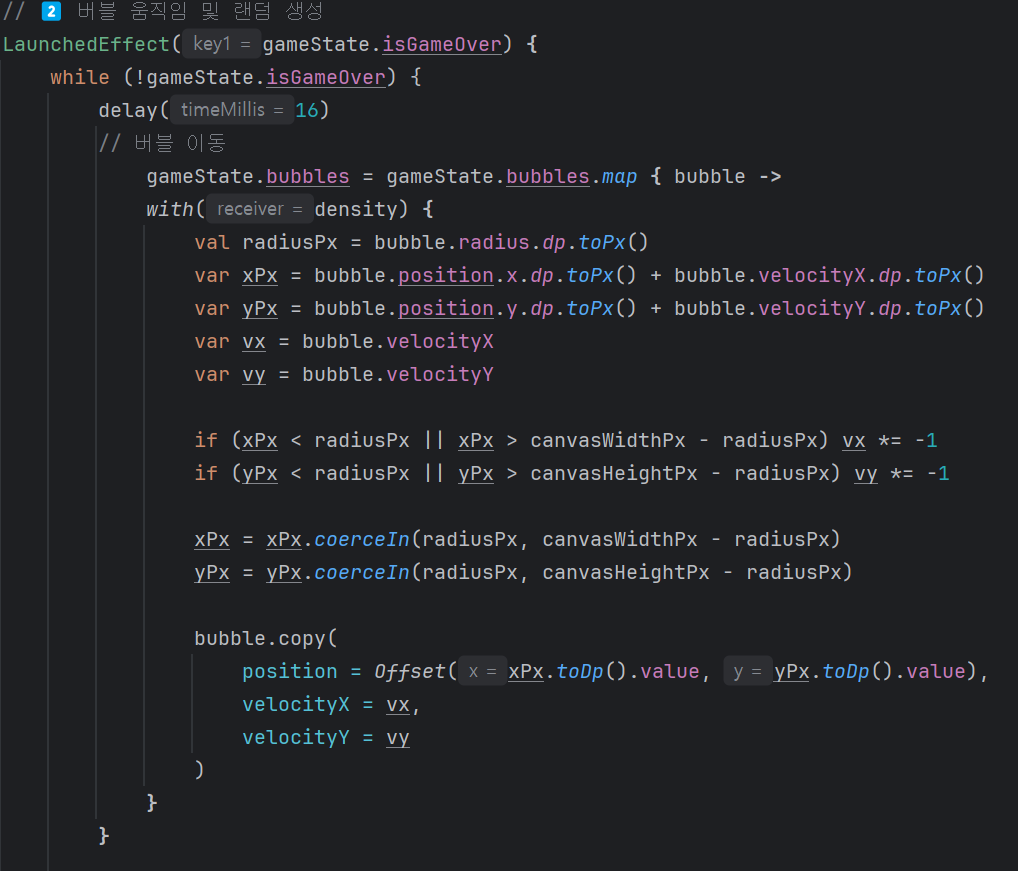 // 2 버블 움직임 및 랜덤 생성
LaunchedEffect( key1 = gameState.isGameOver) {
while (!gameState.isGameOver) {
delay( timeMillis = 16)
// 버블 이동
gameState.bubbles = gameState.bubbles.map { bubble ->
with( receiver = density) {
val radiusPx = bubble.radius.dp.toPx()
var xPx = bubble.position.x.dp.toPx() + bubble.velocityX.dp.toPx()
var yPx = bubble.position.y.dp.toPx() + bubble.velocityY.dp.toPx()
var vx = bubble.velocityX
var vy = bubble.velocityY
if (xPx < radiusPx || xPx > canvasWidthPx - radiusPx) vx *= -1
if (yPx < radiusPx || yPx > canvasHeightPx - radiusPx) vy *= -1
xPx = xPx.coerceIn(radiusPx, canvasWidthPx - radiusPx)
yPx = yPx.coerceIn(radiusPx, canvasHeightPx - radiusPx)
bubble.copy(
position = Offset( x = xPx.toDp().value, y = yPx.toDp().value),
velocityX = vx,
velocityY = vy
)
}
}